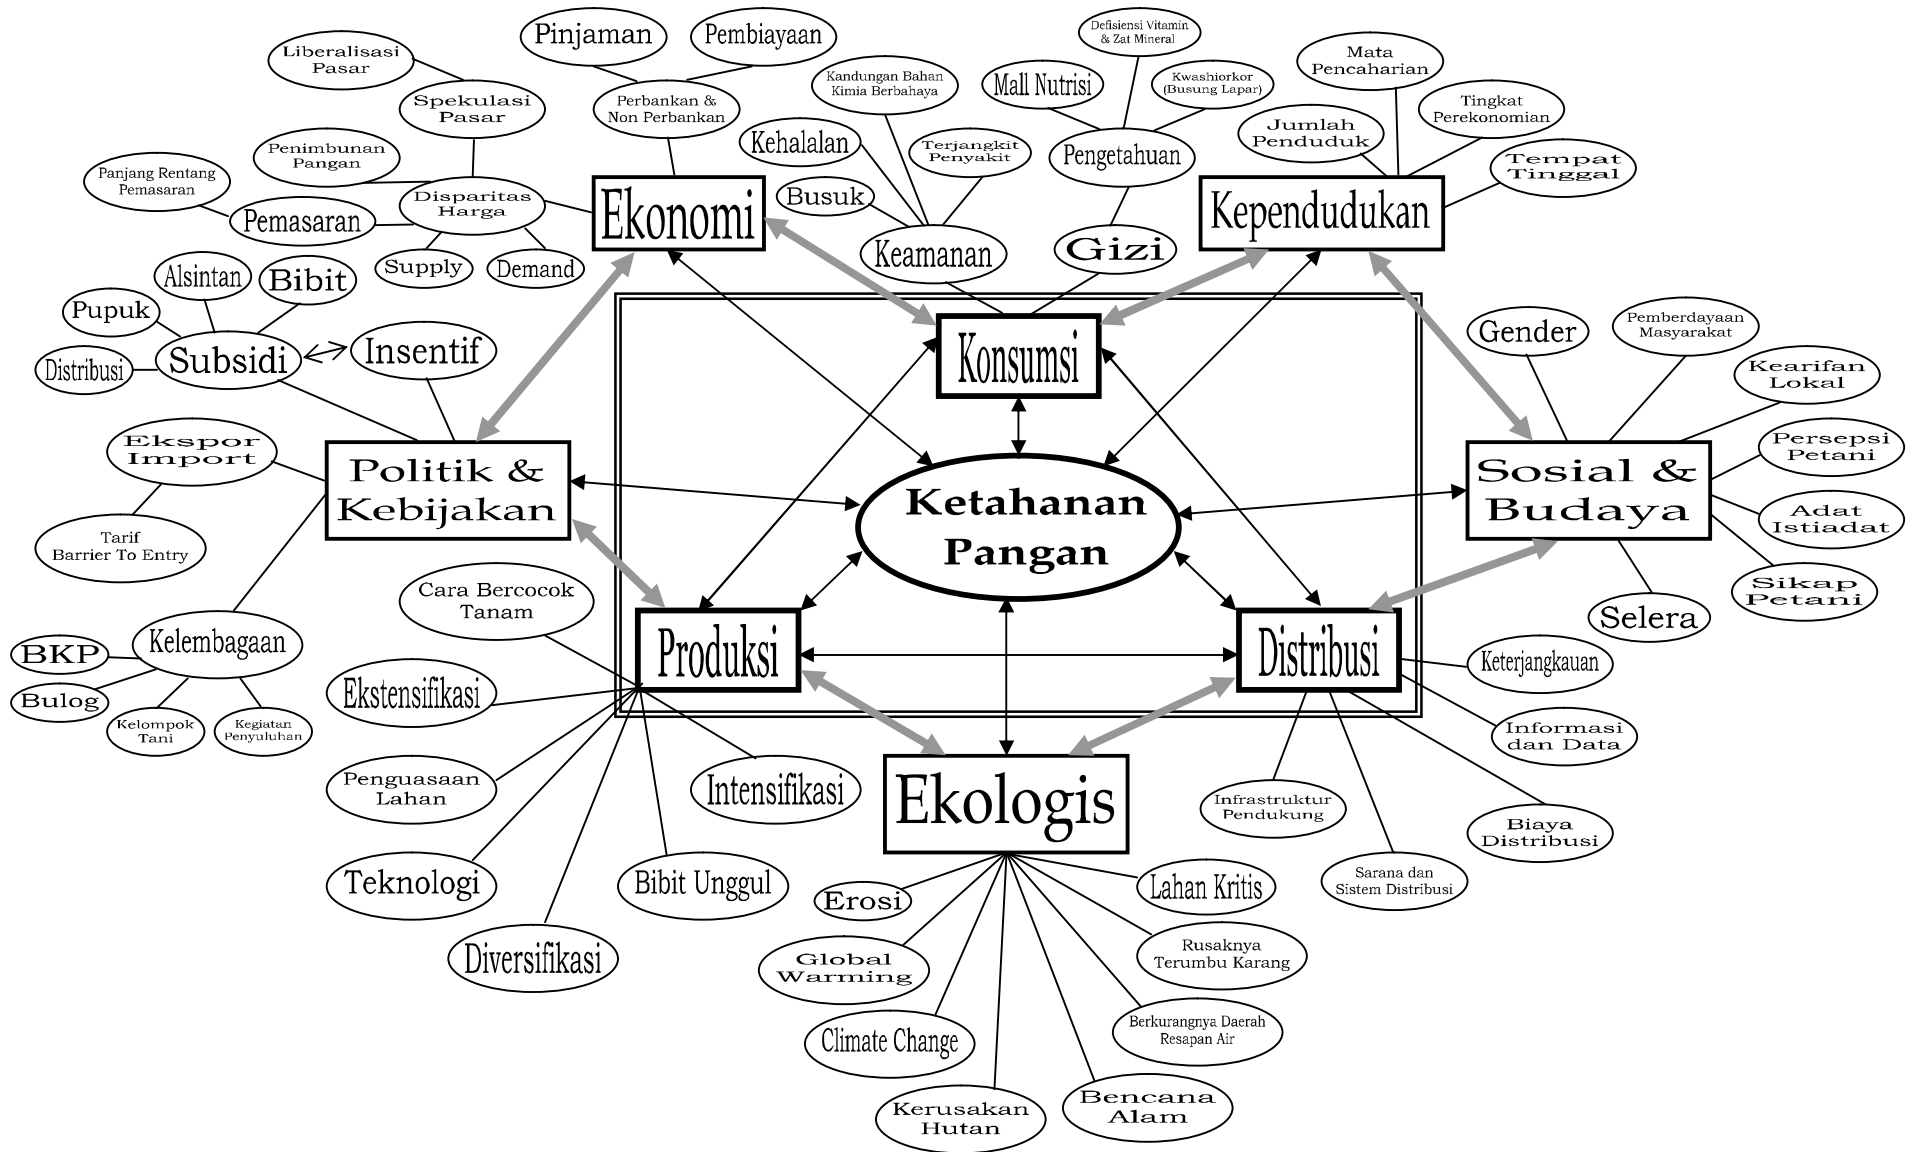 Pinjaman
Pembiayaan
Liberalisasi
Pasar
Spekulasi
Pasar
Perbankan &
Non Perbankan
Penimbunan
Pangan
Panjang Rentang
Pemasaran
Pemasaran
Disparitas
Harga
Supply
Demand
Ekonomi
Kandungan Bahan
Kimia Berbahaya
Kehalalan
Terjangkit
Penyakit
Busuk
Keamanan
Defisiensi Vitamin
& Zat Mineral
Mall Nutrisi
Kwashiorkor
(Busung Lapar)
Pengetahuan
Gizi
Mata
Pencaharian
Jumlah
Penduduk
Tingkat
Perekonomian
Tempat
Tinggal
Kependudukan
Alsintan
Bibit
Pupuk
Distribusi
Subsidi
Insentif
Ekspor
Import
Tarif
Barrier To Entry
Politik &
Kebijakan
Kelembagaan
BKP
Bulog
Kelompok
Tani
Kegiatan
Penyuluhan
Konsumsi
Ketahanan
Pangan
Gender
Pemberdayaan
Masyarakat
Kearifan
Lokal
Persepsi
Petani
Adat
Istiadat
Sikap
Petani
Selera
Sosial &
Budaya
Cara Bercocok
Tanam
Produksi
Ekstensifikasi
Penguasaan
Lahan
Teknologi
Diversifikasi
Bibit Unggul
Intensifikasi
Distribusi
Keterjangkauan
Informasi
dan Data
Infrastruktur
Pendukung
Biaya
Distribusi
Sarana dan
Sistem Distribusi
Ekologis
Erosi
Lahan Kritis
Global
Warming
Rusaknya
Terumbu Karang
Climate Change
Berkurangnya Daerah
Resapan Air
Kerusakan
Hutan
Bencana
Alam